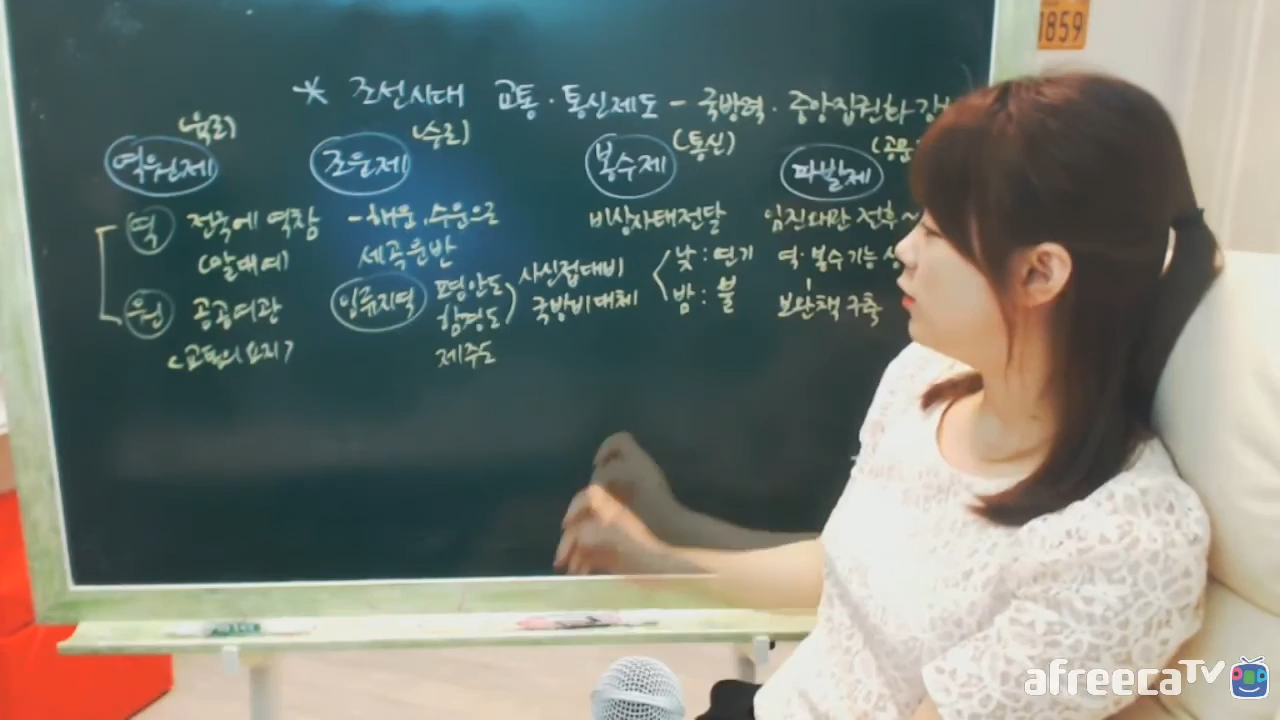 1859
* 조선시대 교통·통신제도 - 국방력·중앙집권화 강
(육로) (수로) (통신) (공문
역원제 조운제 봉수제 파발제
역 전국에 역참 -해운, 수운으로 비상사태전달 임진왜란 전후~
(말대여) 세곡운반 낮:연기 역·봉수 기능
원 공공여관 잉류지역 평안도 사신접대비 밤:불
함경도 국방비 대체 보완책 구축
(교통의 요지) 제주도
afreecaTV